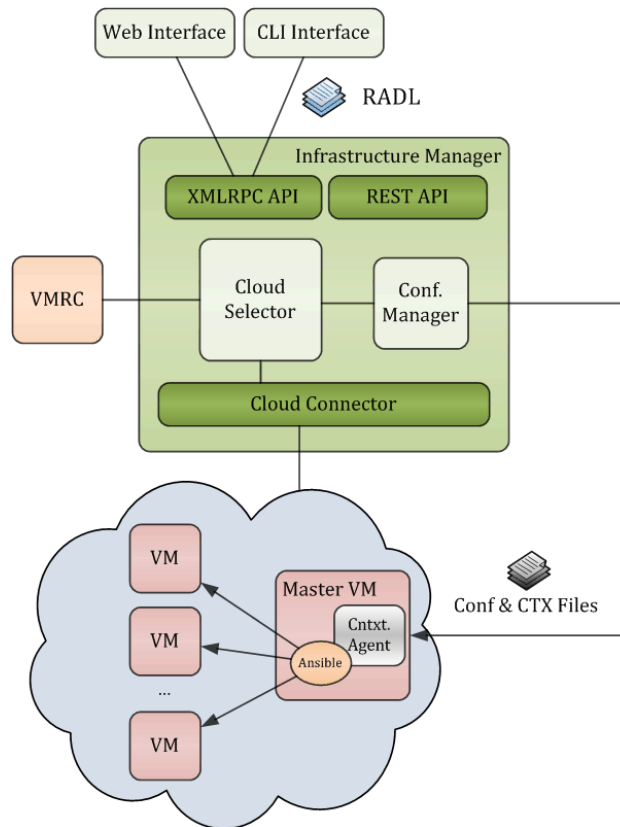 Web Interface
CLI Interface
RADL
Infrastructure Manager
XMLRPC API
REST API
VMRC
Cloud
Selector
Conf.
Manager
Cloud Connector
VM
Master VM
Cntxt.
Agent
Ansible
VM
...
VM
Conf & CTX Files